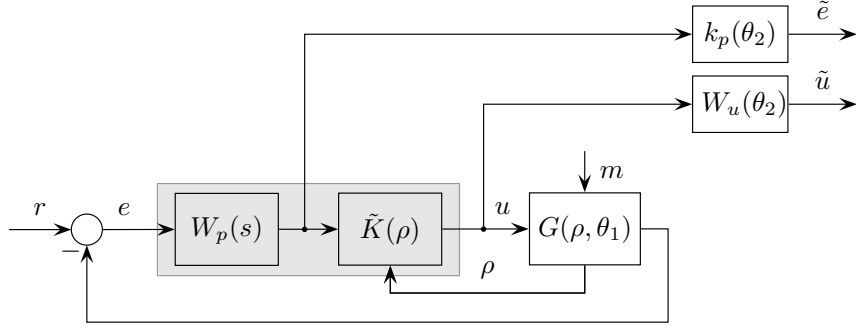 k_p(θ_2)
ẽ
W_u(θ_2)
ũ
m
r
e
W_p(s)
K̃(ρ)
u
G(ρ, θ_1)
−
ρ